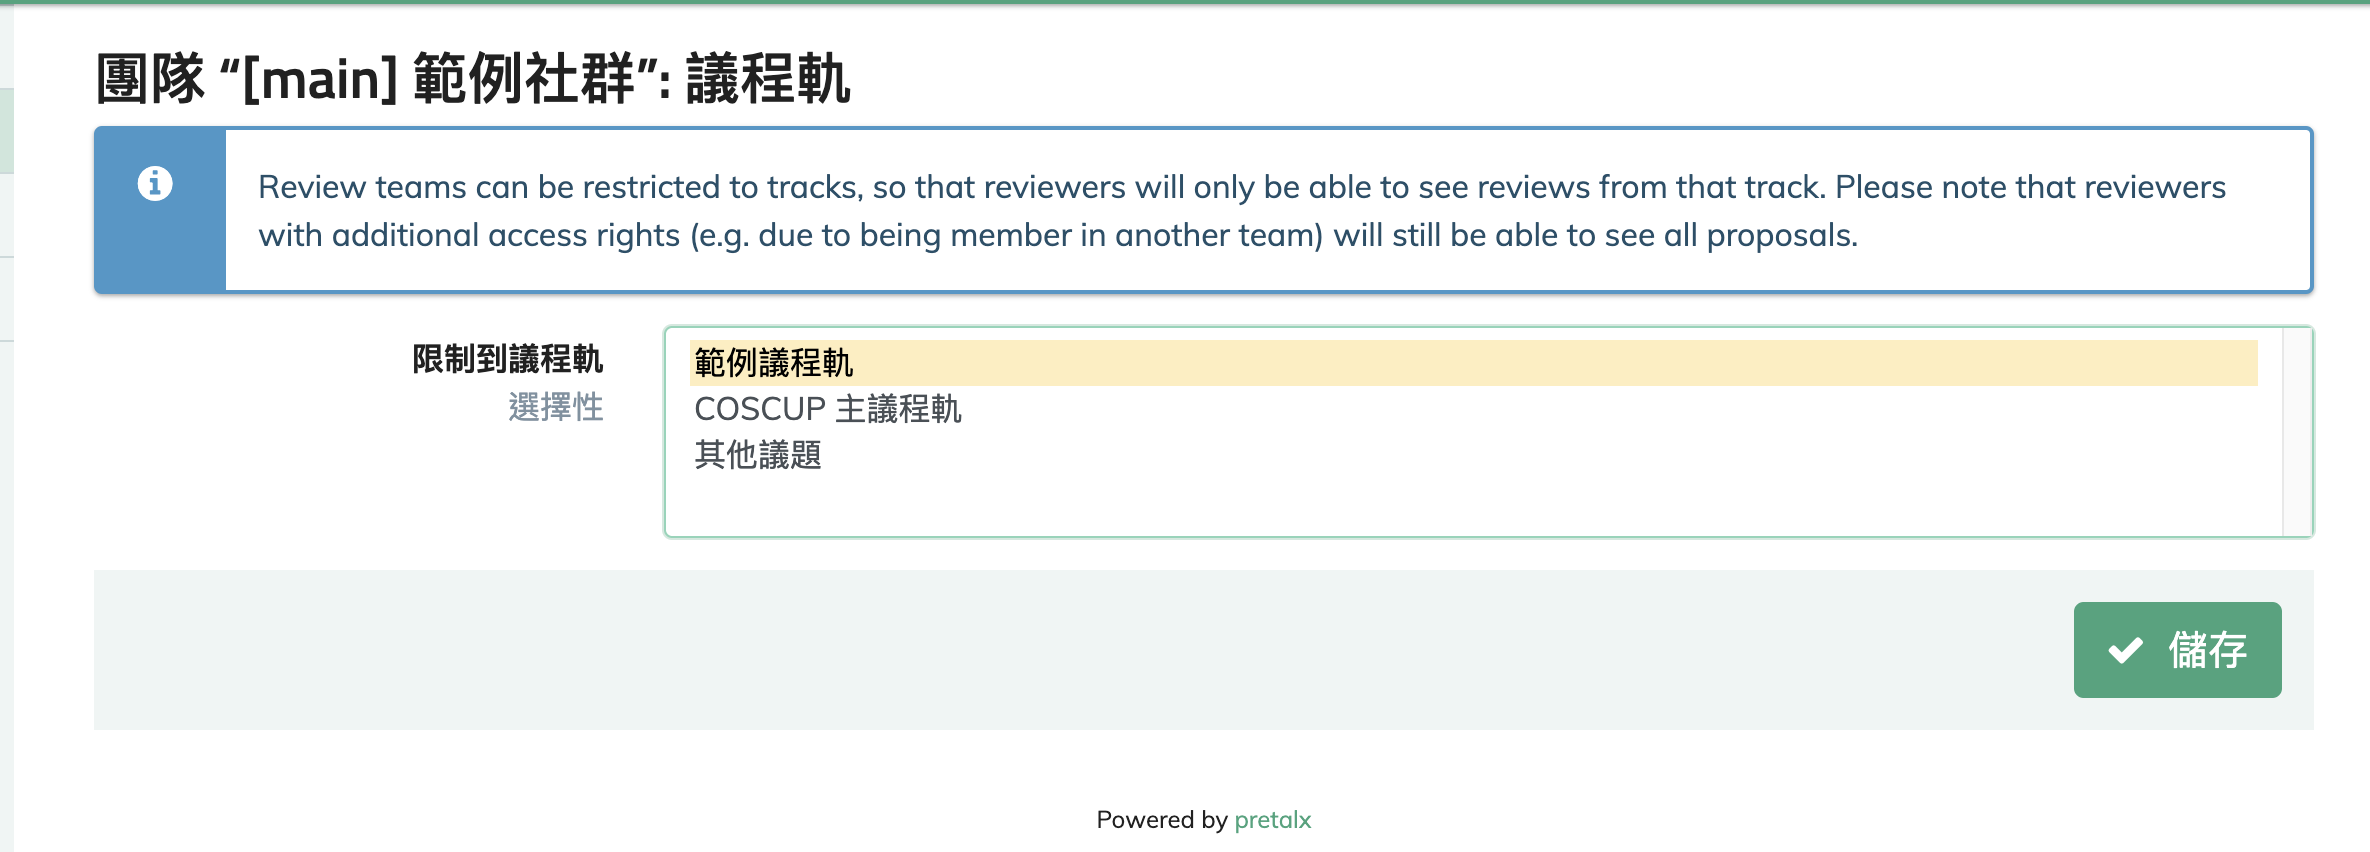 團隊 “[main] 範例社群”: 議程軌
Review teams can be restricted to tracks, so that reviewers will only be able to see reviews from that track. Please note that reviewers
with additional access rights (e.g. due to being member in another team) will still be able to see all proposals.
限制到議程軌
選擇性
範例議程軌
COSCUP 主議程軌
其他議題
儲存
Powered by pretalx